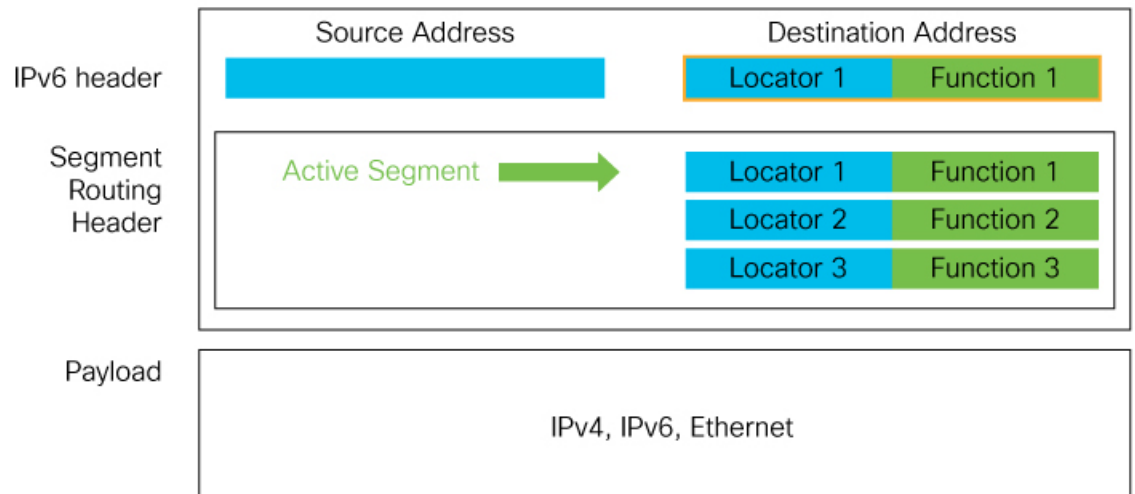 Source Address
Destination Address
IPv6 header
Locator 1
Function 1
Segment
Routing
Header
Active Segment
Locator 1
Function 1
Locator 2
Function 2
Locator 3
Function 3
Payload
IPv4, IPv6, Ethernet